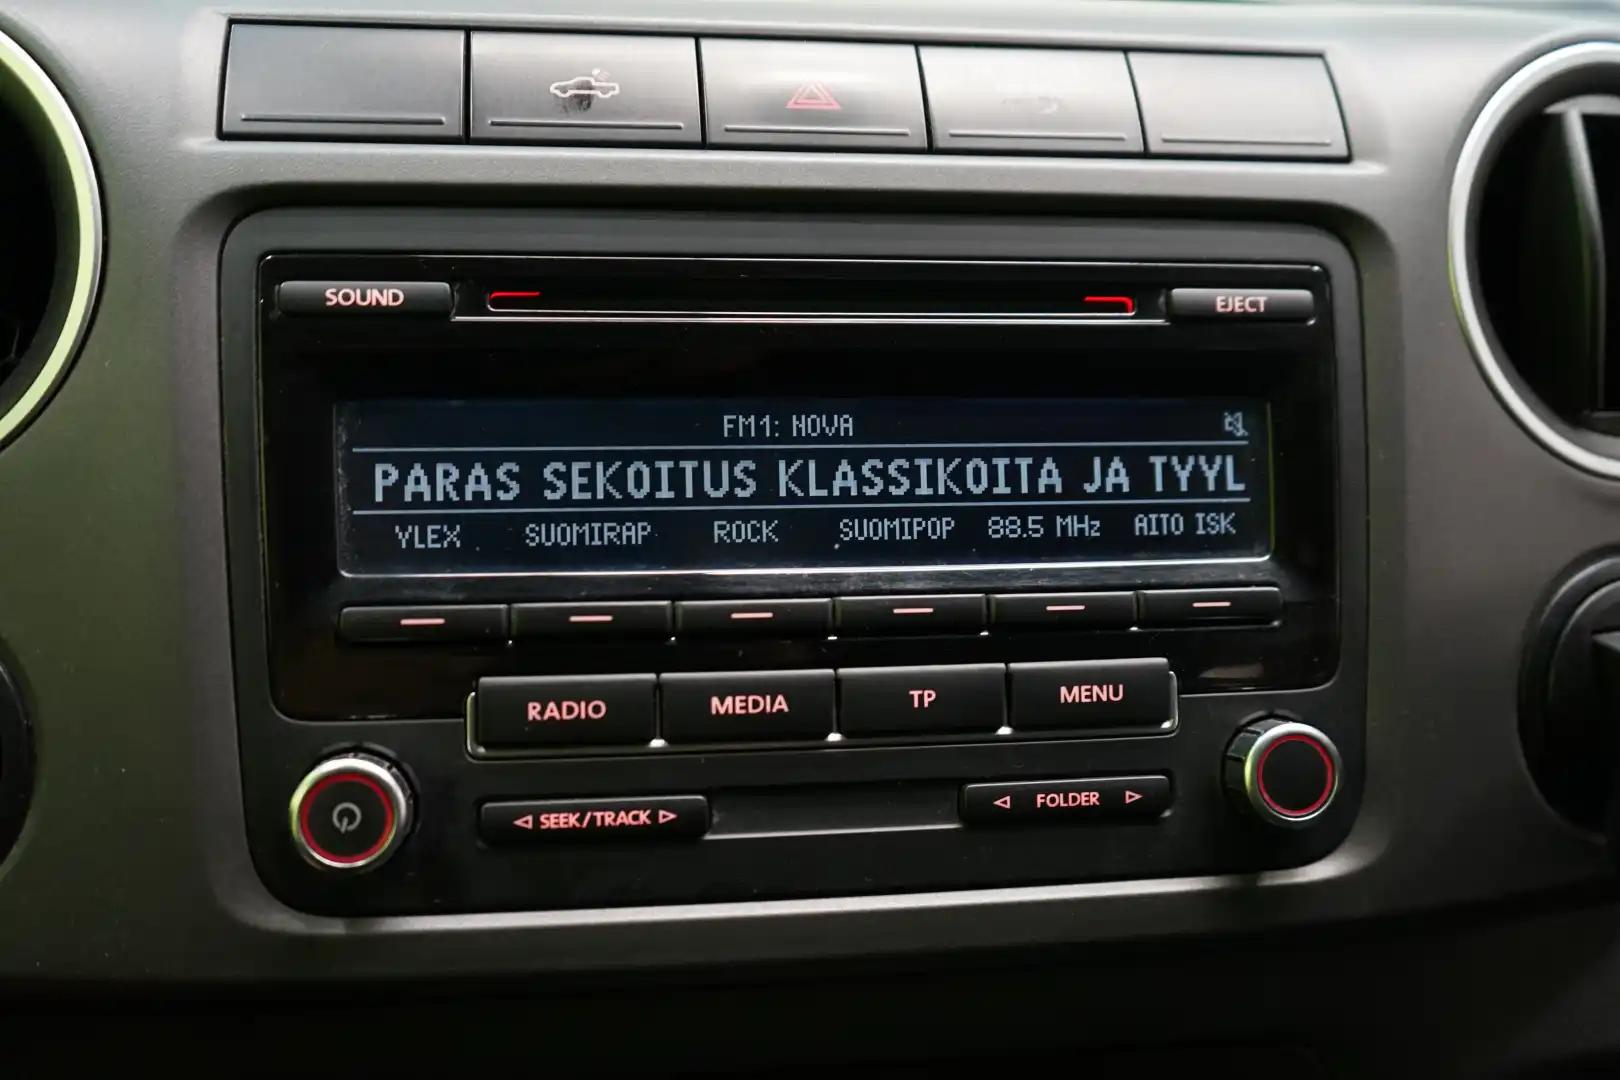 SOUND
EJECT
FM1: NOVA
PARAS SEKOITUS KLASSIKOITA JA TYYL
YLEX SUOMIRAP ROCK SUOMIPOP 88.5 MHz AITO ISK
RADIO MEDIA TP MENU
SEEK/TRACK FOLDER